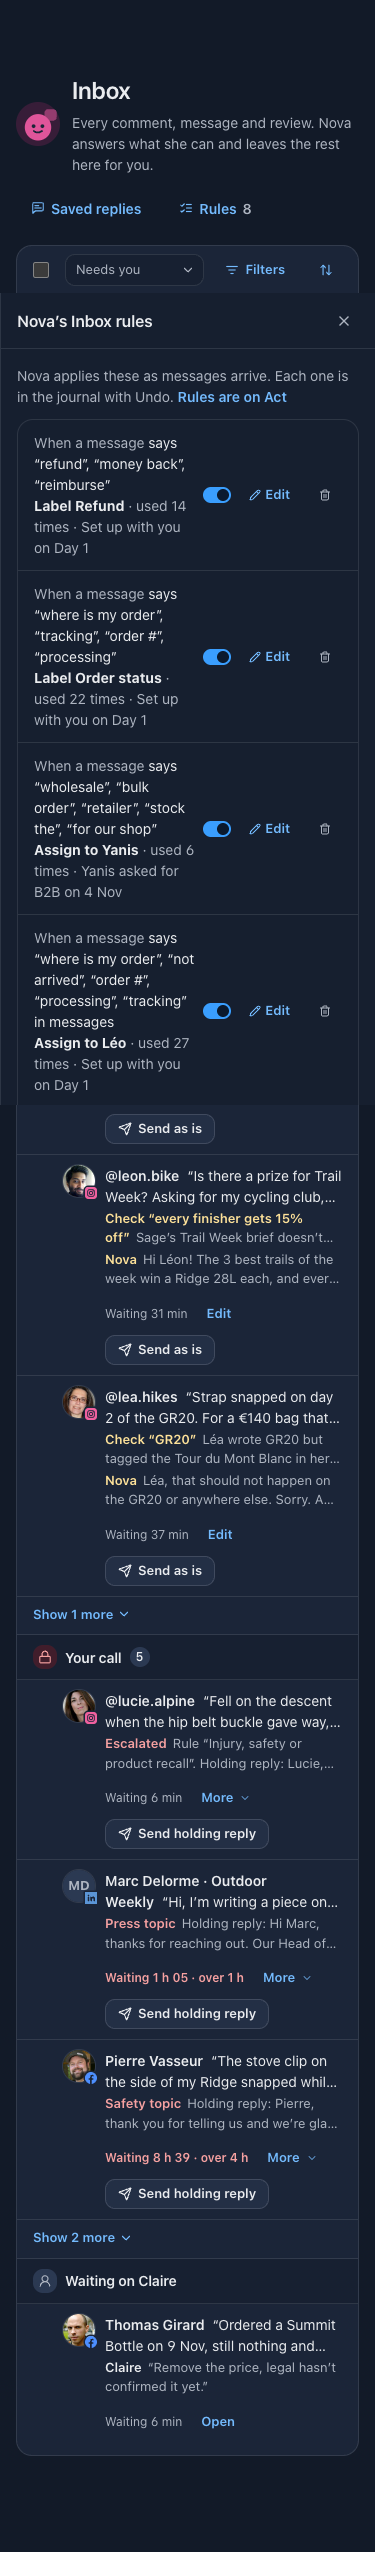 Inbox
Every comment, message and review. Nova
answers what she can and leaves the rest
here for you.
Saved replies
Rules 8
Needs you
Filters
Nova’s Inbox rules
Nova applies these as messages arrive. Each one is
in the journal with Undo. Rules are on Act
When a message says
“refund”, “money back”,
“reimburse”
Label Refund · used 14
times · Set up with you
on Day 1
Edit
When a message says
“where is my order”,
“tracking”, “order #”,
“processing”
Label Order status ·
used 22 times · Set up
with you on Day 1
Edit
When a message says
“wholesale”, “bulk
order”, “retailer”, “stock
the”, “for our shop”
Assign to Yanis · used 6
times · Yanis asked for
B2B on 4 Nov
Edit
When a message says
“where is my order”, “not
arrived”, “order #”,
“processing”, “tracking”
in messages
Assign to Léo · used 27
times · Set up with you
on Day 1
Edit
Send as is
@leon.bike “Is there a prize for Trail
Week? Asking for my cycling club,…
Check “every finisher gets 15%
off” Sage’s Trail Week brief doesn’t…
Nova Hi Léon! The 3 best trails of the
week win a Ridge 28L each, and ever…
Waiting 31 min Edit
Send as is
@lea.hikes “Strap snapped on day
2 of the GR20. For a €140 bag that…
Check “GR20” Léa wrote GR20 but
tagged the Tour du Mont Blanc in her…
Nova Léa, that should not happen on
the GR20 or anywhere else. Sorry. A…
Waiting 37 min Edit
Send as is
Show 1 more
Your call 5
@lucie.alpine “Fell on the descent
when the hip belt buckle gave way,…
Escalated Rule “Injury, safety or
product recall”. Holding reply: Lucie,…
Waiting 6 min More
Send holding reply
MD
Marc Delorme · Outdoor
Weekly “Hi, I’m writing a piece on…
Press topic Holding reply: Hi Marc,
thanks for reaching out. Our Head of…
Waiting 1 h 05 · over 1 h More
Send holding reply
Pierre Vasseur “The stove clip on
the side of my Ridge snapped whil…
Safety topic Holding reply: Pierre,
thank you for telling us and we’re gla…
Waiting 8 h 39 · over 4 h More
Send holding reply
Show 2 more
Waiting on Claire
Thomas Girard “Ordered a Summit
Bottle on 9 Nov, still nothing and…
Claire “Remove the price, legal hasn’t
confirmed it yet.”
Waiting 6 min Open